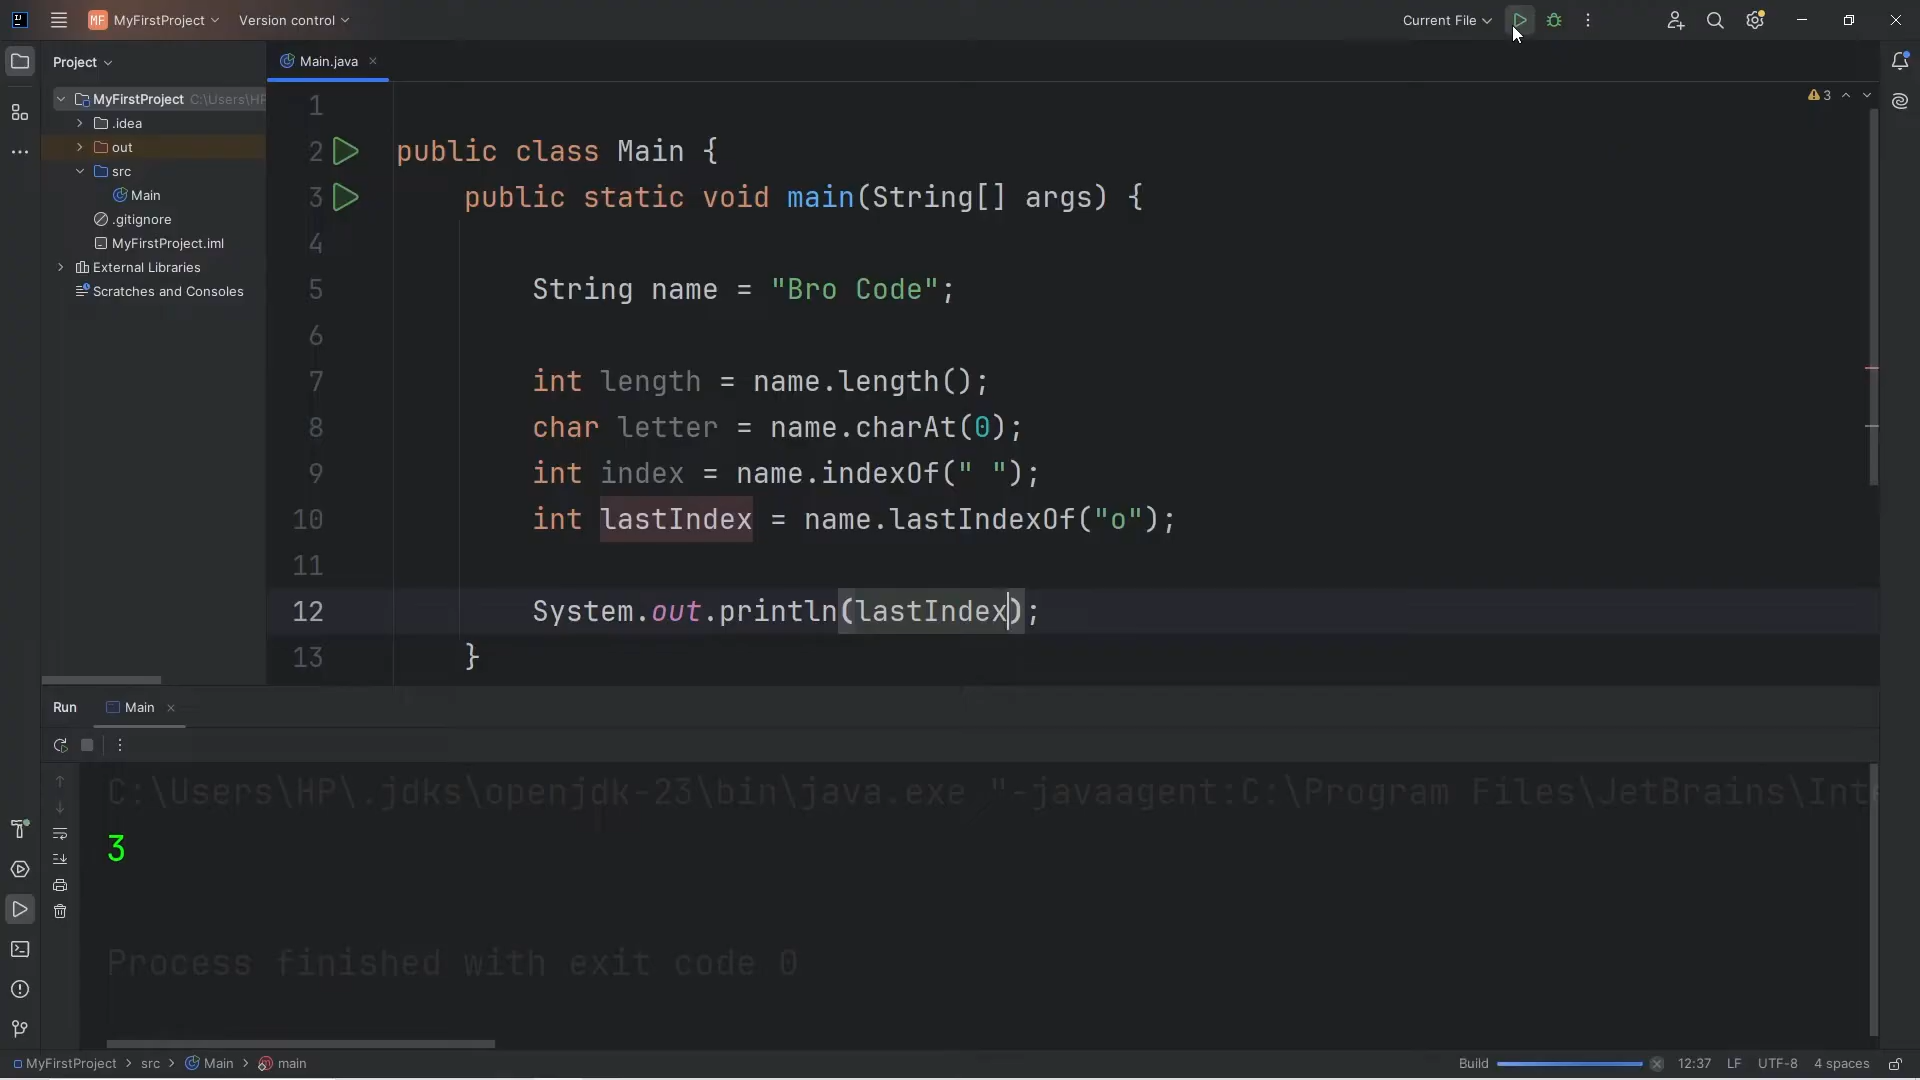 MF MyFirstProject Version control Current File
Project Main.java
MyFirstProject C:\Users\HP
.idea
out
src
Main
.gitignore
MyFirstProject.iml
External Libraries
Scratches and Consoles
3
1
2 public class Main {
3 public static void main(String[] args) {
4
5 String name = "Bro Code";
6
7 int length = name.length();
8 char letter = name.charAt(0);
9 int index = name.indexOf(" ");
10 int lastIndex = name.lastIndexOf("o");
11
12 System.out.println(lastIndex);
13 }
Run Main
C:\Users\HP\.jdks\openjdk-23\bin\java.exe "-javaagent:C:\Program Files\JetBrains\Int
3
Process finished with exit code 0
MyFirstProject > src > Main > main Build 12:37 LF UTF-8 4 spaces